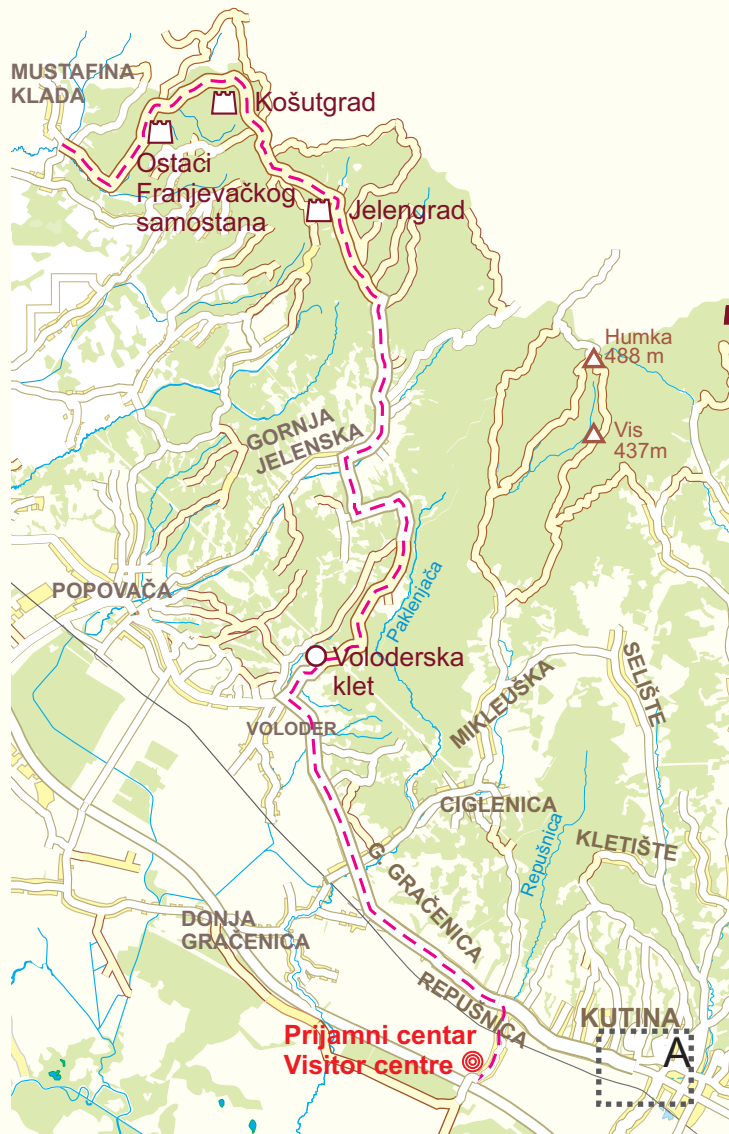 MUSTAFINA
KLADA
Košutgrad
Ostaci
Franjevačkog
samostana
Jelengrad
Humka
488 m
Vis
437m
GORNJA
JELENSKA
POPOVAČA
Paklenjača
Voloderska
klet
VOLODER
MIKLEUŠKA
SELIŠTE
CIGLENICA
Repušnica
KLETIŠTE
G. GRAČENICA
DONJA
GRAČENICA
REPUŠNICA
KUTINA
A
Prijamni centar
Visitor centre